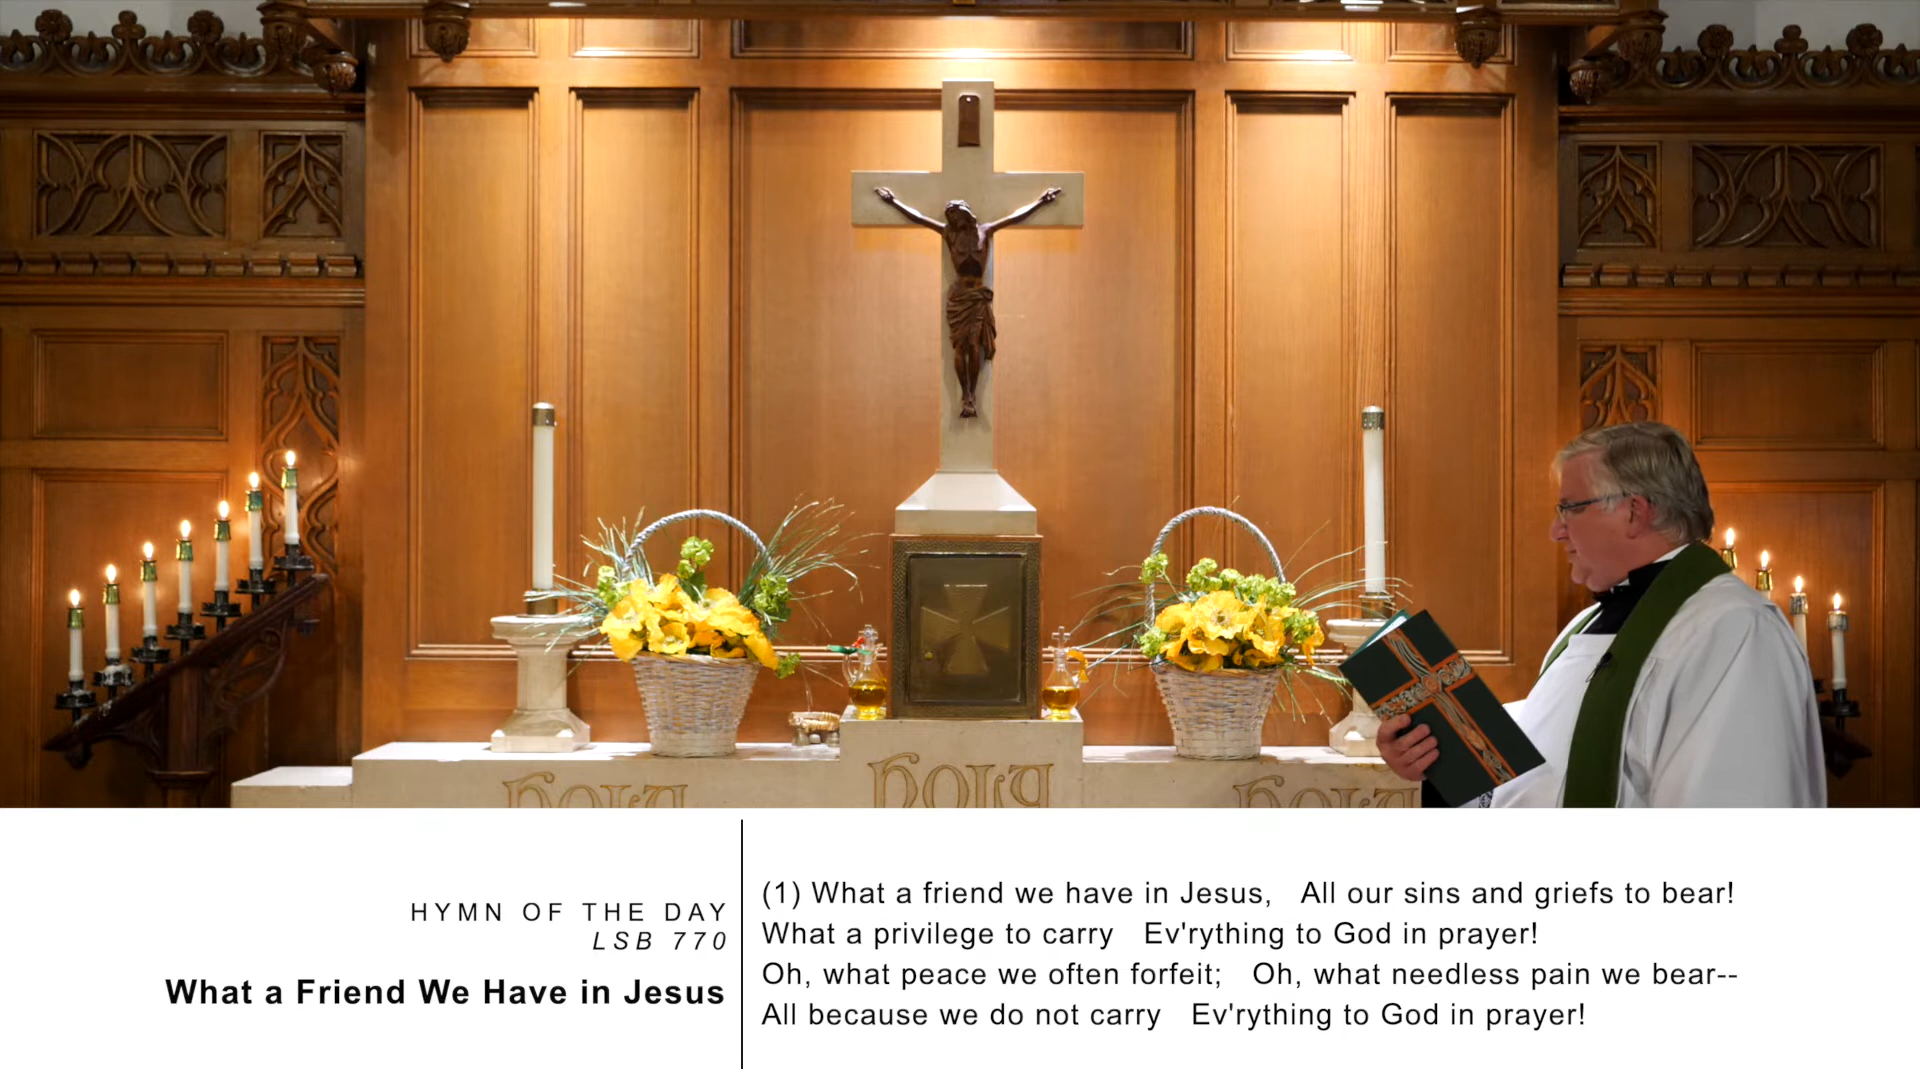 HOLY HOLY HOLY
HYMN OF THE DAY
LSB 770
What a Friend We Have in Jesus
(1) What a friend we have in Jesus,   All our sins and griefs to bear!
What a privilege to carry   Ev'rything to God in prayer!
Oh, what peace we often forfeit;   Oh, what needless pain we bear--
All because we do not carry   Ev'rything to God in prayer!